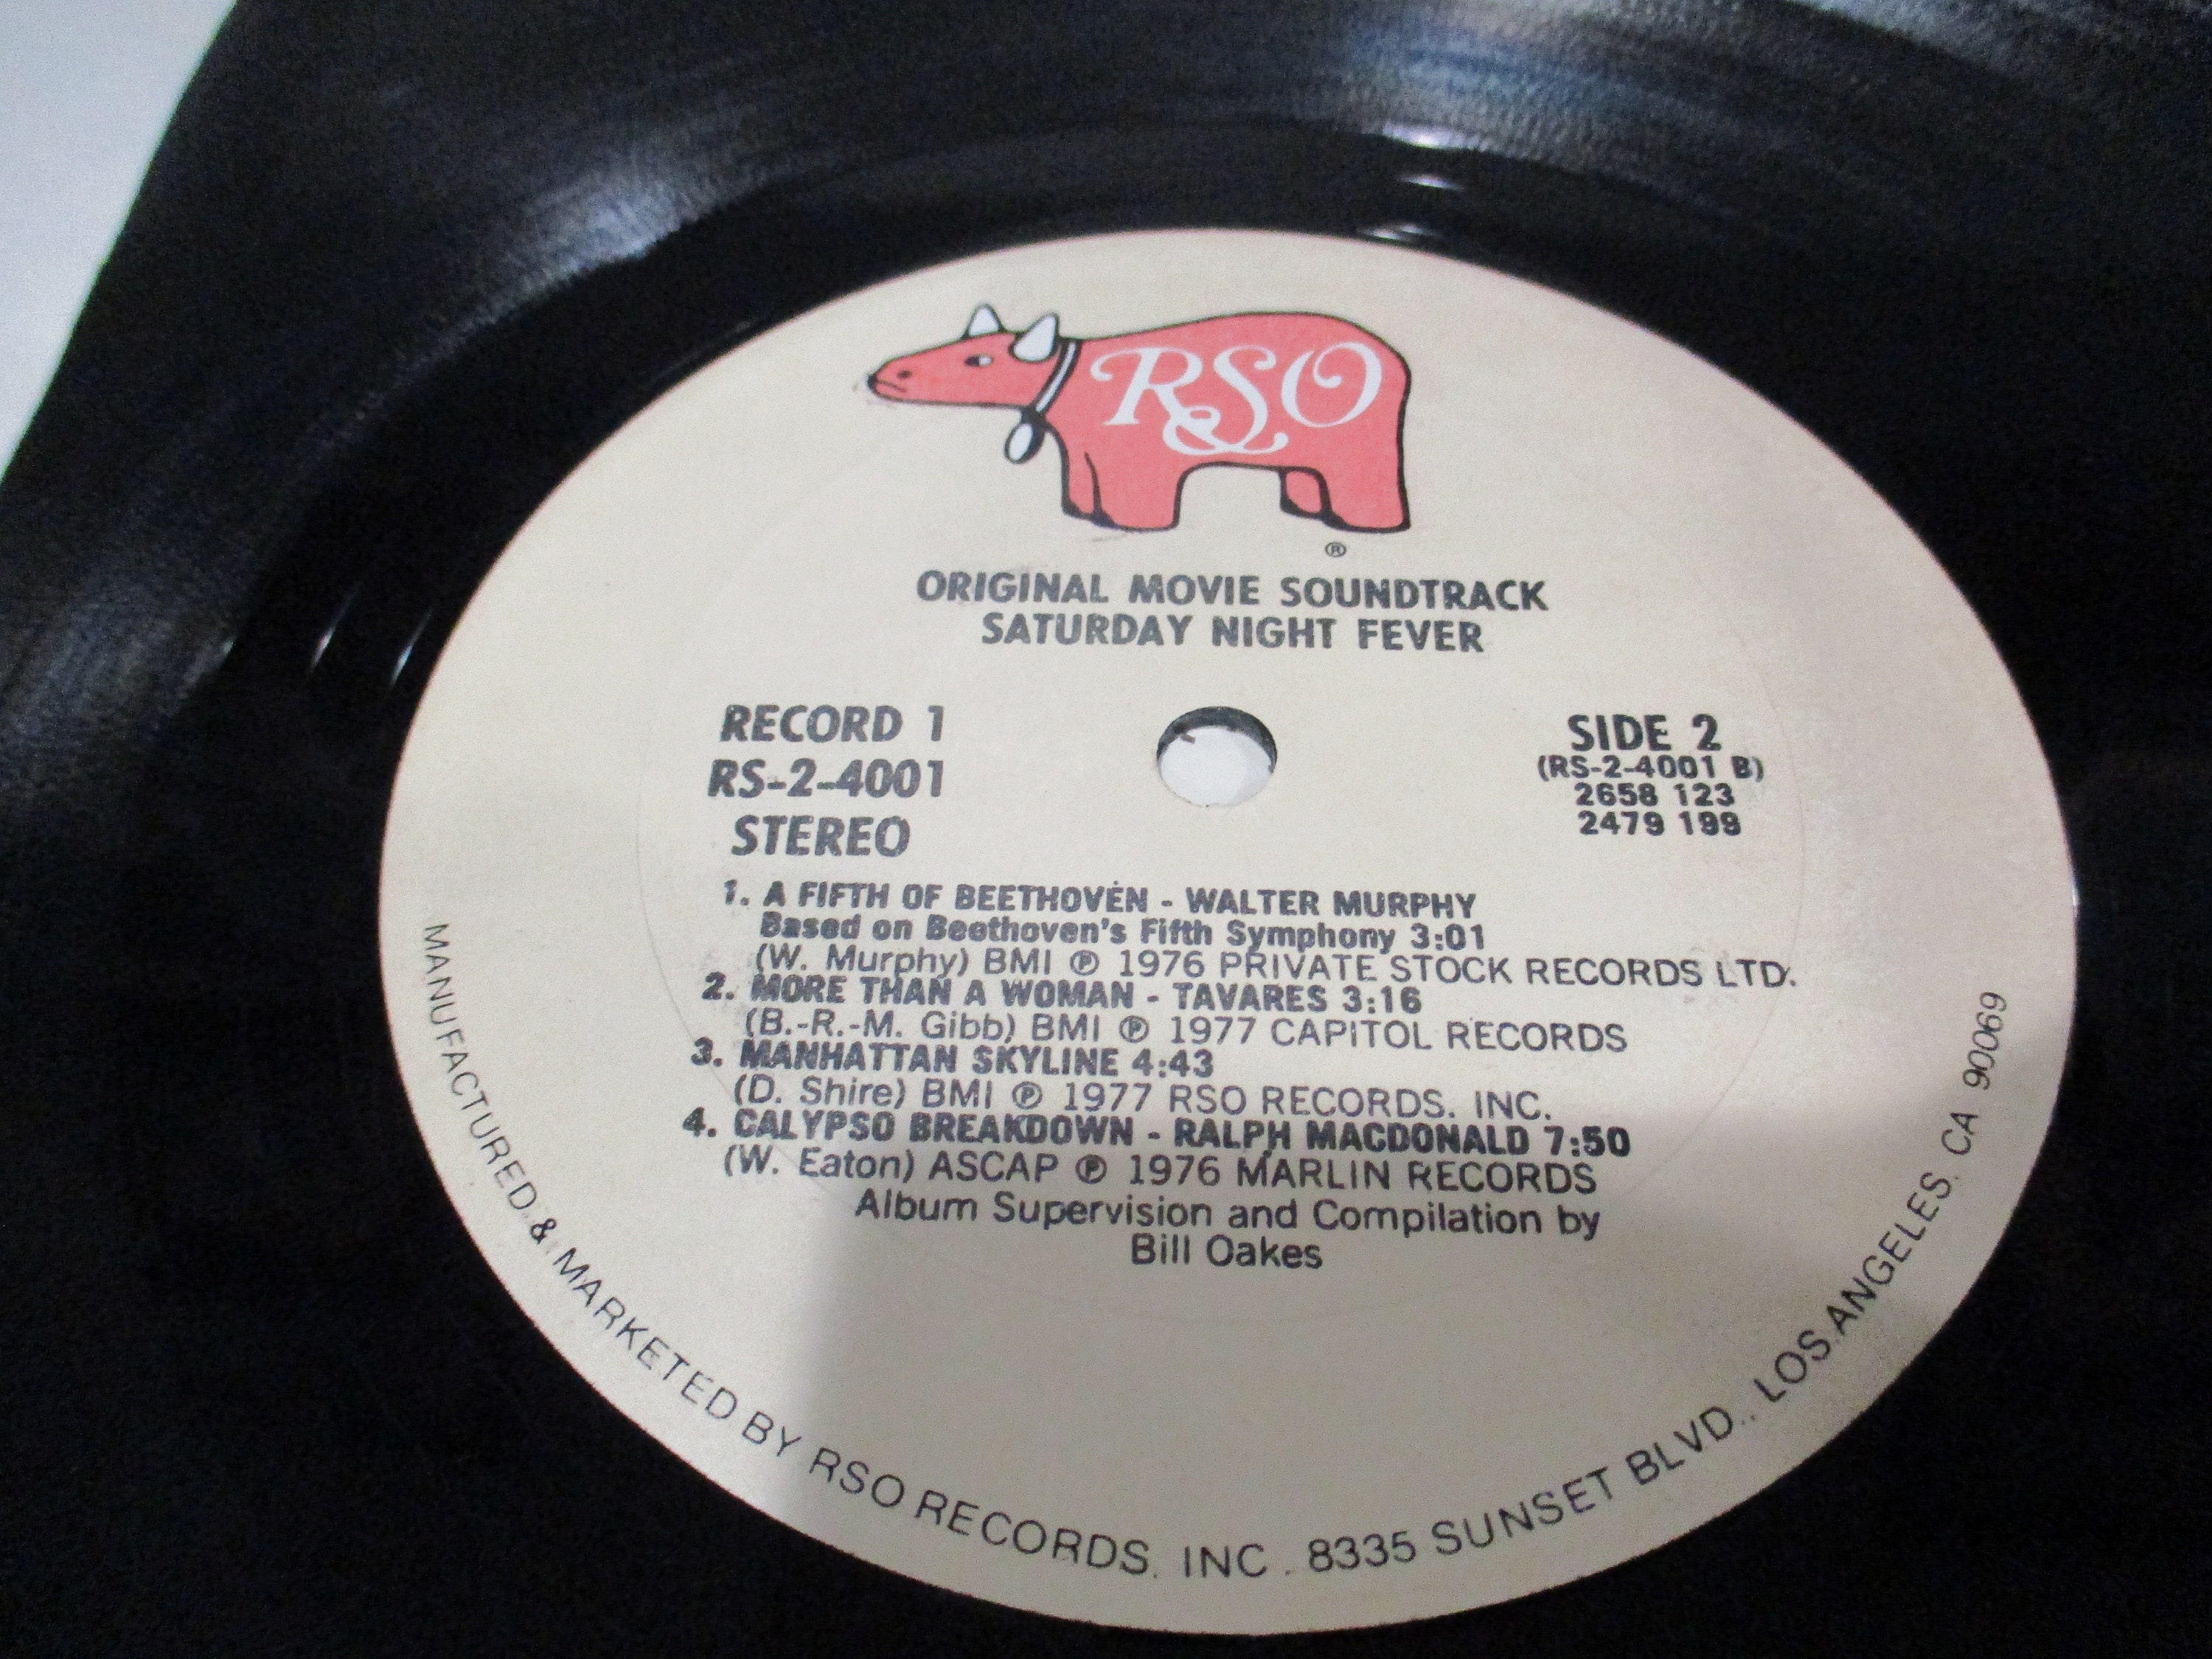 RSO
®
ORIGINAL MOVIE SOUNDTRACK
SATURDAY NIGHT FEVER
RECORD 1
RS-2-4001
STEREO
SIDE 2
(RS-2-4001 B)
2658 123
2479 199
1. A FIFTH OF BEETHOVEN - WALTER MURPHY
Based on Beethoven's Fifth Symphony 3:01
(W. Murphy) BMI ℗ 1976 PRIVATE STOCK RECORDS LTD.
2. MORE THAN A WOMAN - TAVARES 3:16
(B.-R.-M. Gibb) BMI ℗ 1977 CAPITOL RECORDS
3. MANHATTAN SKYLINE 4:43
(D. Shire) BMI ℗ 1977 RSO RECORDS. INC.
4. CALYPSO BREAKDOWN - RALPH MACDONALD 7:50
(W. Eaton) ASCAP ℗ 1976 MARLIN RECORDS
Album Supervision and Compilation by
Bill Oakes
MANUFACTURED & MARKETED BY RSO RECORDS. INC. 8335 SUNSET BLVD., LOS ANGELES, CA 90069